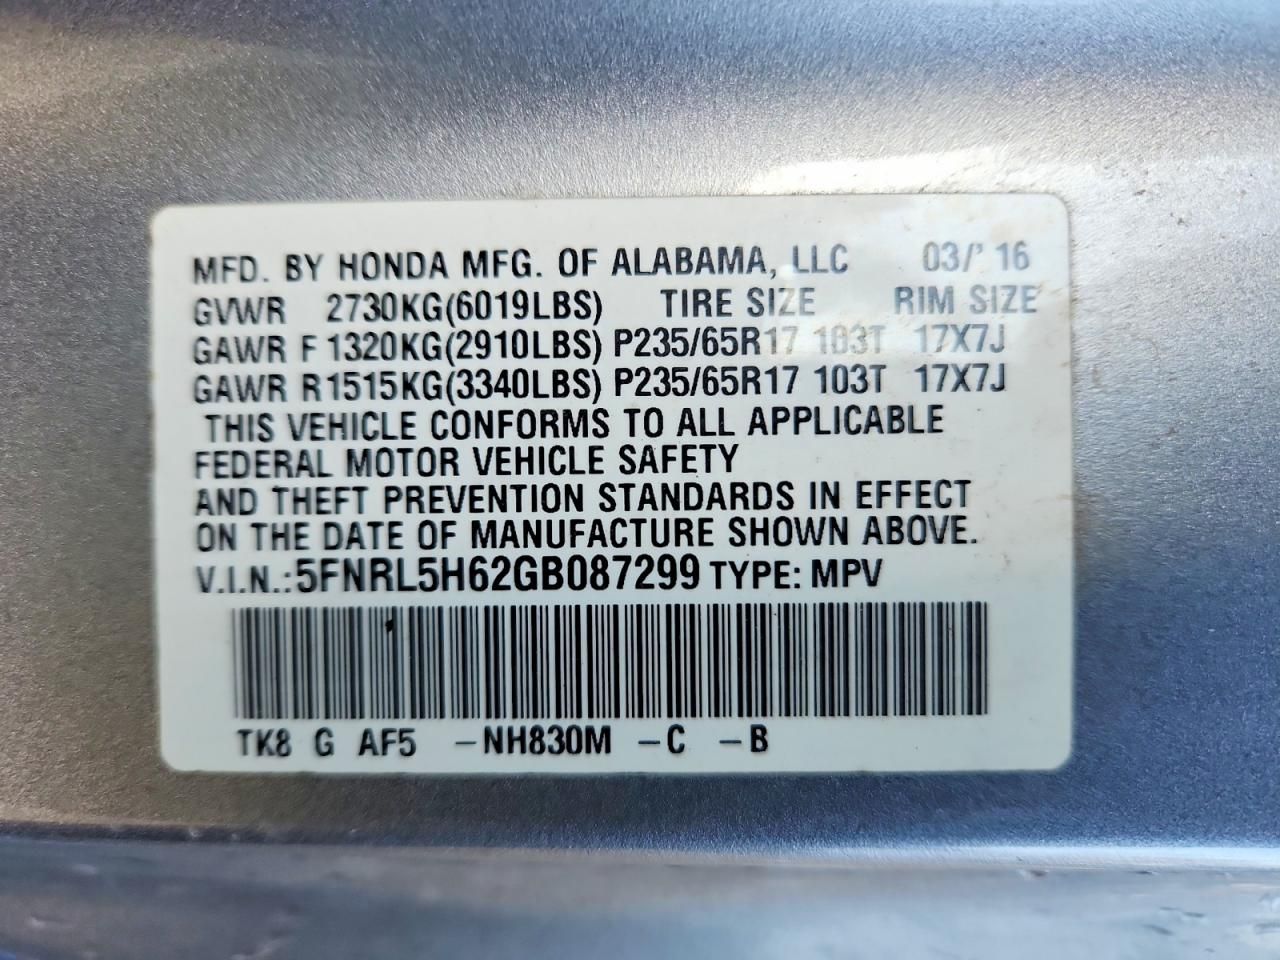 MFD. BY HONDA MFG. OF ALABAMA, LLC 03/' 16
GVWR 2730KG(6019LBS) TIRE SIZE RIM SIZE
GAWR F 1320KG(2910LBS) P235/65R17 103T 17X7J
GAWR R1515KG(3340LBS) P235/65R17 103T 17X7J
THIS VEHICLE CONFORMS TO ALL APPLICABLE
FEDERAL MOTOR VEHICLE SAFETY
AND THEFT PREVENTION STANDARDS IN EFFECT
ON THE DATE OF MANUFACTURE SHOWN ABOVE.
V.I.N.:5FNRL5H62GB087299 TYPE: MPV
TK8 G AF5 -NH830M -C -B